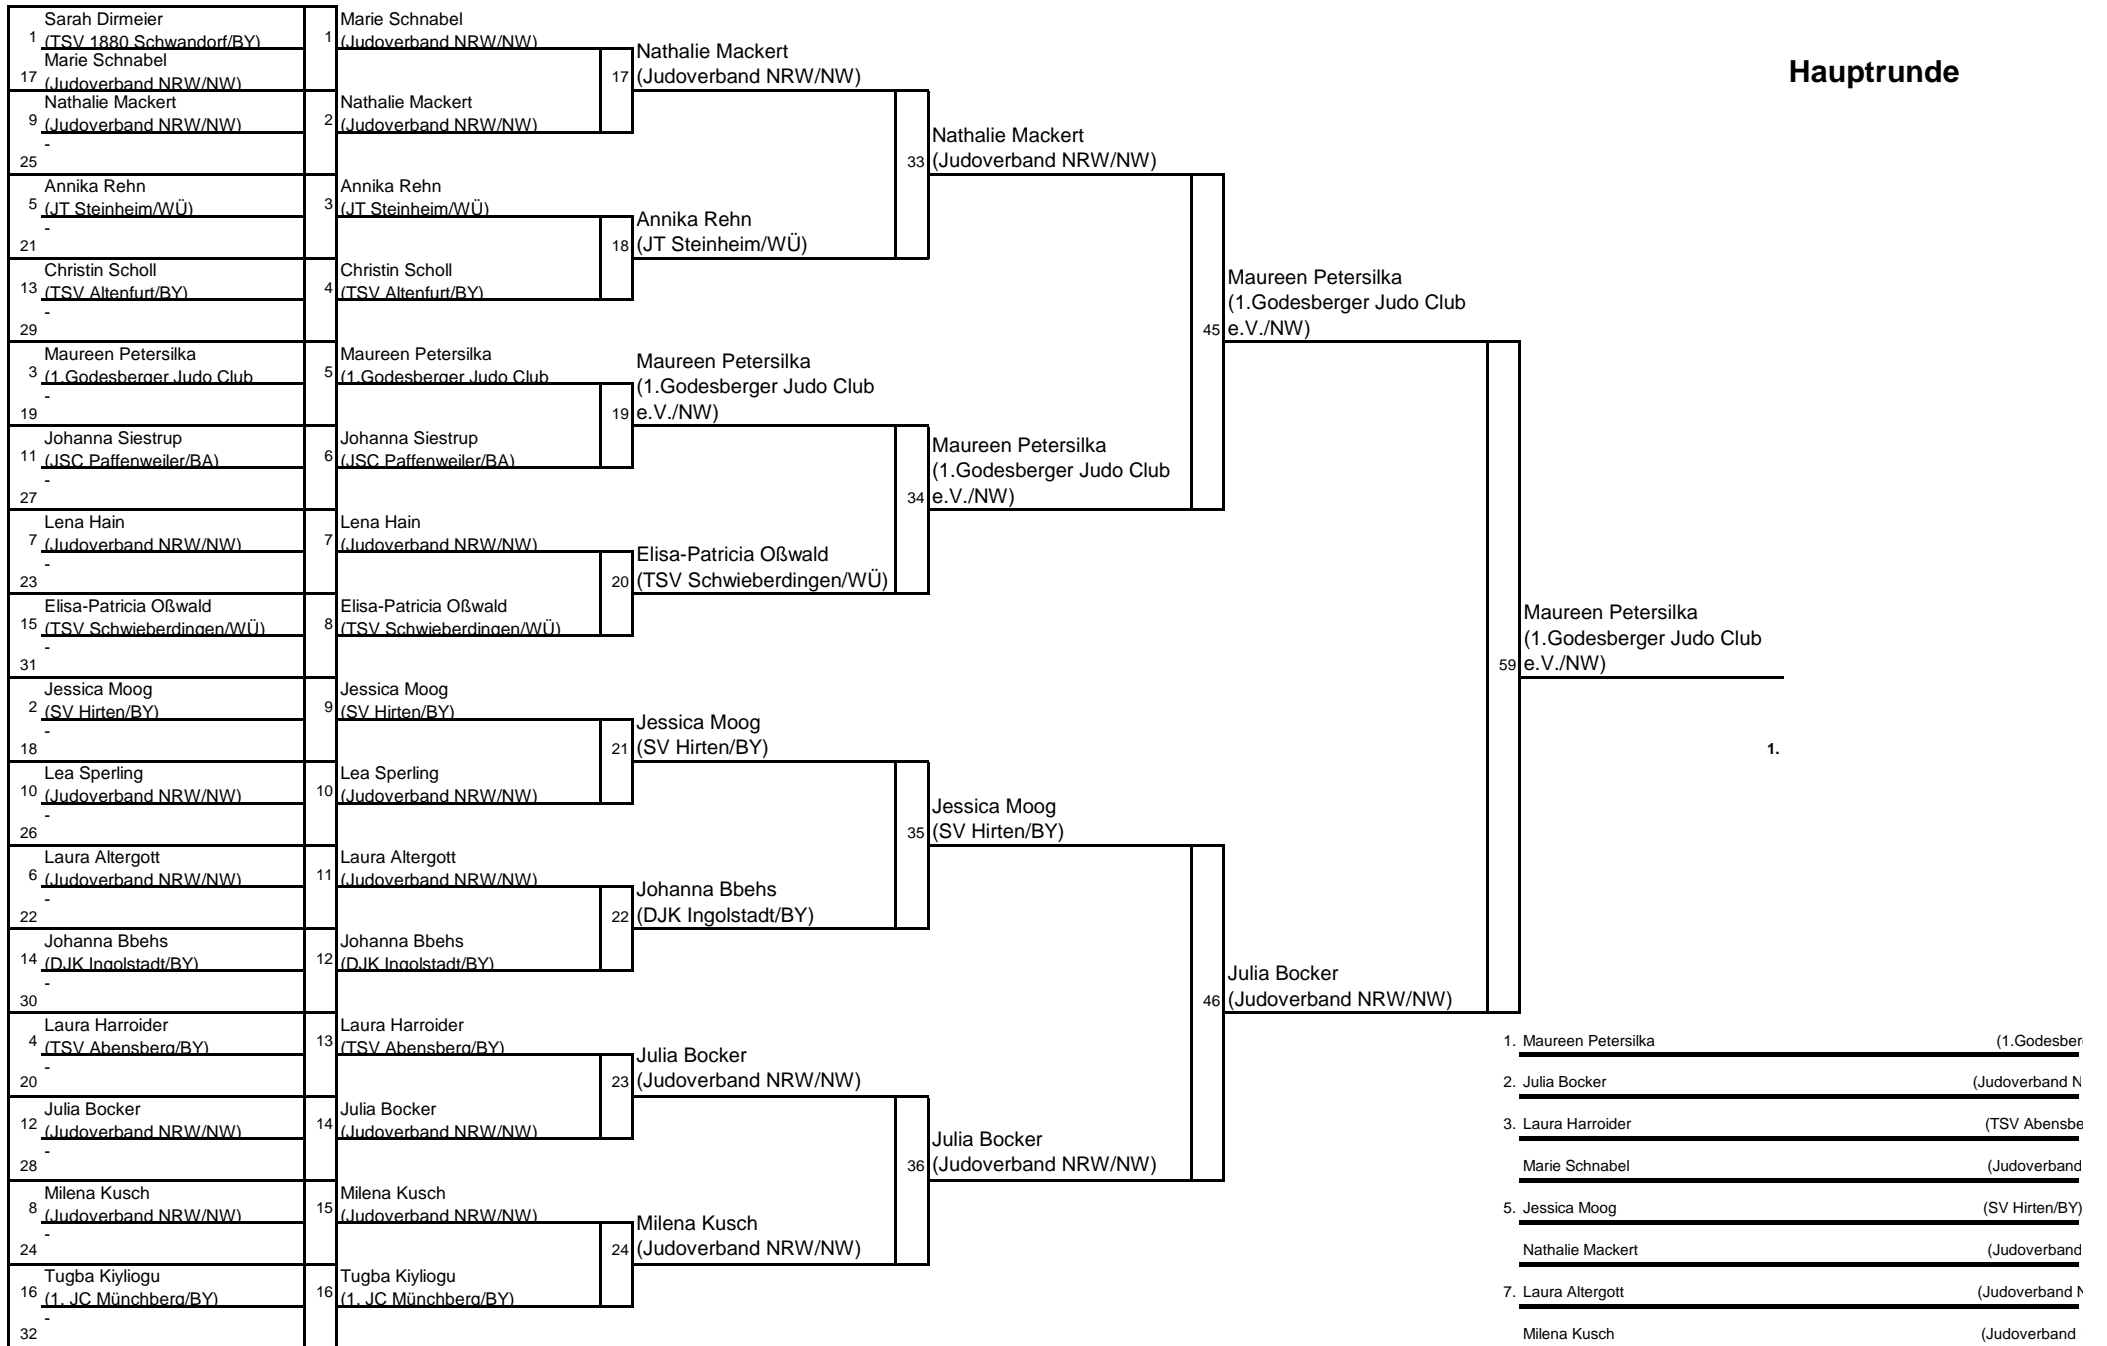 Hauptrunde
Sarah Dirmeier
1 (TSV 1880 Schwandorf/BY)
Marie Schnabel
17 (Judoverband NRW/NW)
Nathalie Mackert
9 (Judoverband NRW/NW)
-
25
Annika Rehn
5 (JT Steinheim/WÜ)
-
21
Christin Scholl
13 (TSV Altenfurt/BY)
-
29
Maureen Petersilka
3 (1.Godesberger Judo Club
-
19
Johanna Siestrup
11 (JSC Paffenweiler/BA)
-
27
Lena Hain
7 (Judoverband NRW/NW)
-
23
Elisa-Patricia Oßwald
15 (TSV Schwieberdingen/WÜ)
-
31
Jessica Moog
2 (SV Hirten/BY)
-
18
Lea Sperling
10 (Judoverband NRW/NW)
-
26
Laura Altergott
6 (Judoverband NRW/NW)
-
22
Johanna Bbehs
14 (DJK Ingolstadt/BY)
-
30
Laura Harroider
4 (TSV Abensberg/BY)
-
20
Julia Bocker
12 (Judoverband NRW/NW)
-
28
Milena Kusch
8 (Judoverband NRW/NW)
-
24
Tugba Kiyliogu
16 (1. JC Münchberg/BY)
-
32
Marie Schnabel
1 (Judoverband NRW/NW)
Nathalie Mackert
2 (Judoverband NRW/NW)
Annika Rehn
3 (JT Steinheim/WÜ)
Christin Scholl
4 (TSV Altenfurt/BY)
Maureen Petersilka
5 (1.Godesberger Judo Club
Johanna Siestrup
6 (JSC Paffenweiler/BA)
Lena Hain
7 (Judoverband NRW/NW)
Elisa-Patricia Oßwald
8 (TSV Schwieberdingen/WÜ)
Jessica Moog
9 (SV Hirten/BY)
Lea Sperling
10 (Judoverband NRW/NW)
Laura Altergott
11 (Judoverband NRW/NW)
Johanna Bbehs
12 (DJK Ingolstadt/BY)
Laura Harroider
13 (TSV Abensberg/BY)
Julia Bocker
14 (Judoverband NRW/NW)
Milena Kusch
15 (Judoverband NRW/NW)
Tugba Kiyliogu
16 (1. JC Münchberg/BY)
Nathalie Mackert
17 (Judoverband NRW/NW)
Annika Rehn
18 (JT Steinheim/WÜ)
Maureen Petersilka
(1.Godesberger Judo Club
19 e.V./NW)
Elisa-Patricia Oßwald
20 (TSV Schwieberdingen/WÜ)
Jessica Moog
21 (SV Hirten/BY)
Johanna Bbehs
22 (DJK Ingolstadt/BY)
Julia Bocker
23 (Judoverband NRW/NW)
Milena Kusch
24 (Judoverband NRW/NW)
Nathalie Mackert
33 (Judoverband NRW/NW)
Maureen Petersilka
(1.Godesberger Judo Club
34 e.V./NW)
Jessica Moog
35 (SV Hirten/BY)
Julia Bocker
36 (Judoverband NRW/NW)
Maureen Petersilka
(1.Godesberger Judo Club
45 e.V./NW)
Julia Bocker
46 (Judoverband NRW/NW)
Maureen Petersilka
(1.Godesberger Judo Club
59 e.V./NW)
1.
1. Maureen Petersilka (1.Godesber
2. Julia Bocker (Judoverband N
3. Laura Harroider (TSV Abensbe
Marie Schnabel (Judoverband
5. Jessica Moog (SV Hirten/BY)
Nathalie Mackert (Judoverband
7. Laura Altergott (Judoverband N
Milena Kusch (Judoverband